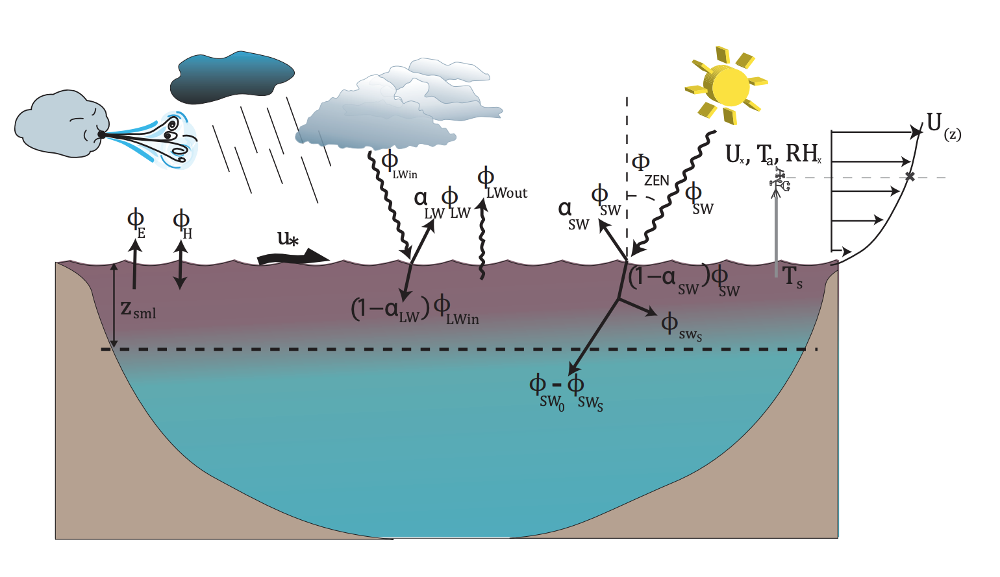 U(z)
Uₓ, Tₐ, RHₓ
ϕLWin
ΦZEN
ϕLWout
αLW ϕLW
αSW ϕSW
ϕSW
ϕE
ϕH
u*
(1−αSW)ϕSW
Ts
zsml
(1−αLW)ϕLWin
ϕSWS
ϕSW0 - ϕSWS